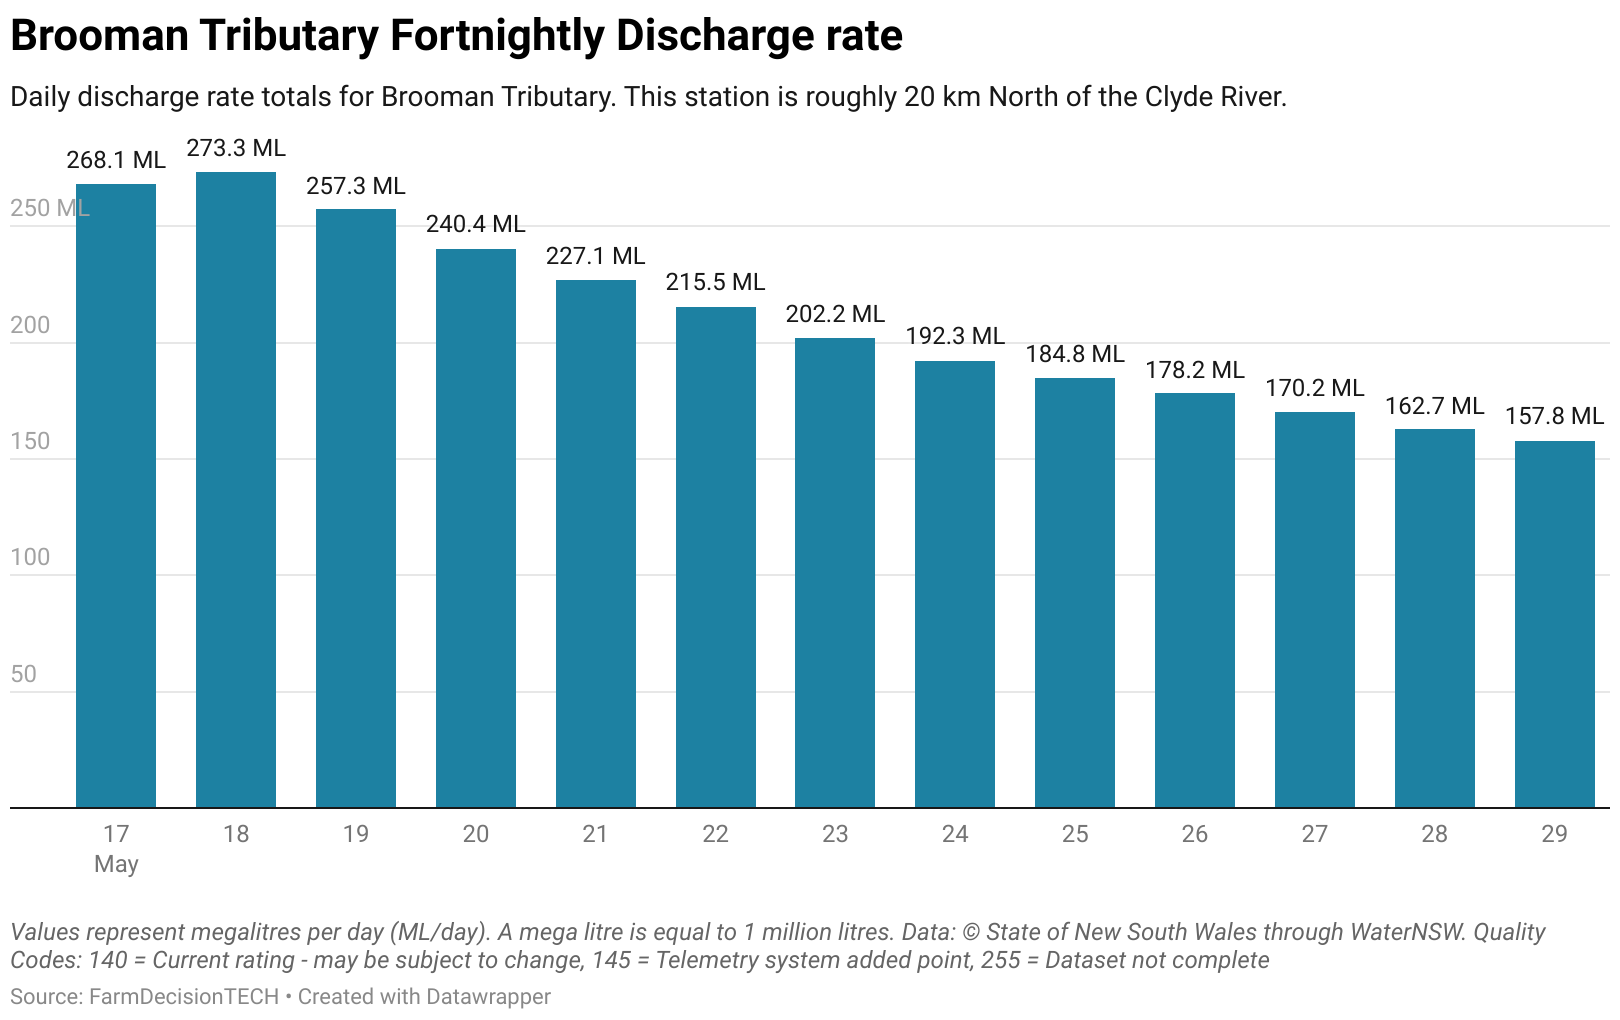 Brooman Tributary Fortnightly Discharge rate
Daily discharge rate totals for Brooman Tributary. This station is roughly 20 km North of the Clyde River.
268.1 ML
273.3 ML
257.3 ML
240.4 ML
227.1 ML
215.5 ML
202.2 ML
192.3 ML
184.8 ML
178.2 ML
170.2 ML
162.7 ML
157.8 ML
250 ML
200
150
100
50
17 18 19 20 21 22 23 24 25 26 27 28 29
May
Values represent megalitres per day (ML/day). A mega litre is equal to 1 million litres. Data: © State of New South Wales through WaterNSW. Quality
Codes: 140 = Current rating - may be subject to change, 145 = Telemetry system added point, 255 = Dataset not complete
Source: FarmDecisionTECH • Created with Datawrapper